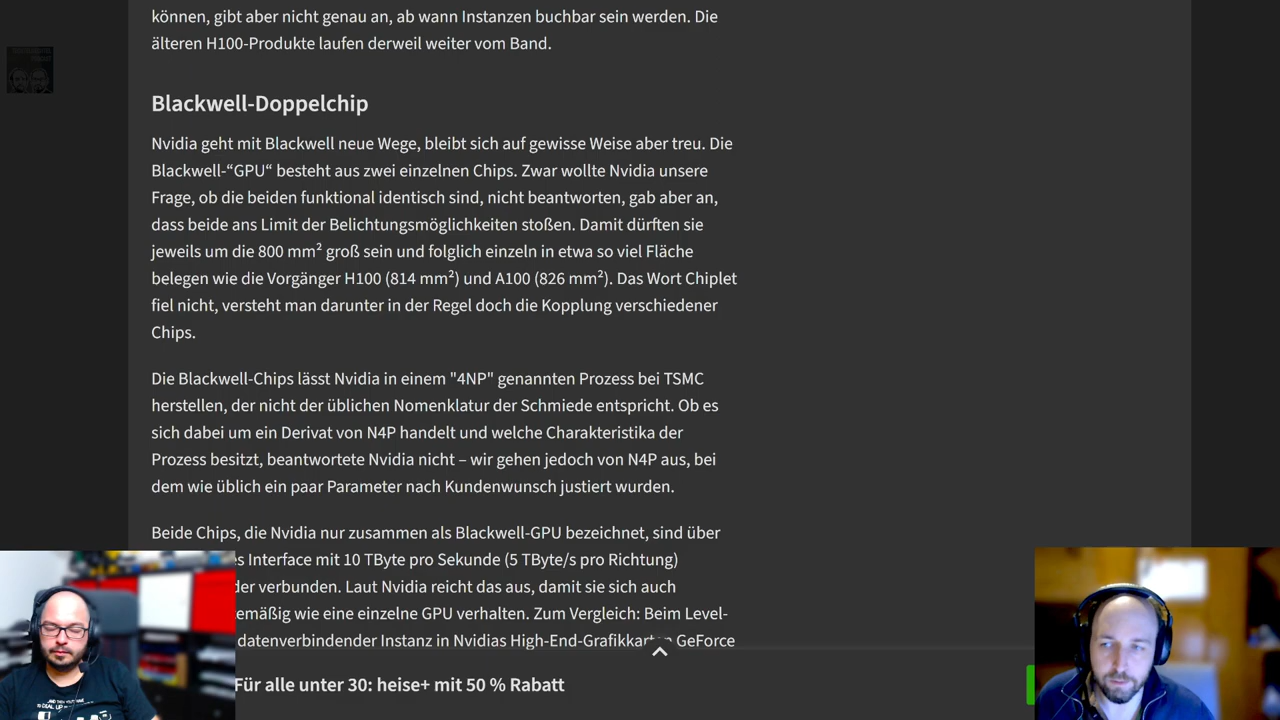 können, gibt aber nicht genau an, ab wann Instanzen buchbar sein werden. Die
älteren H100-Produkte laufen derweil weiter vom Band.
Blackwell-Doppelchip
Nvidia geht mit Blackwell neue Wege, bleibt sich auf gewisse Weise aber treu. Die
Blackwell-“GPU“ besteht aus zwei einzelnen Chips. Zwar wollte Nvidia unsere
Frage, ob die beiden funktional identisch sind, nicht beantworten, gab aber an,
dass beide ans Limit der Belichtungsmöglichkeiten stoßen. Damit dürften sie
jeweils um die 800 mm² groß sein und folglich einzeln in etwa so viel Fläche
belegen wie die Vorgänger H100 (814 mm²) und A100 (826 mm²). Das Wort Chiplet
fiel nicht, versteht man darunter in der Regel doch die Kopplung verschiedener
Chips.
Die Blackwell-Chips lässt Nvidia in einem "4NP" genannten Prozess bei TSMC
herstellen, der nicht der üblichen Nomenklatur der Schmiede entspricht. Ob es
sich dabei um ein Derivat von N4P handelt und welche Charakteristika der
Prozess besitzt, beantwortete Nvidia nicht – wir gehen jedoch von N4P aus, bei
dem wie üblich ein paar Parameter nach Kundenwunsch justiert wurden.
Beide Chips, die Nvidia nur zusammen als Blackwell-GPU bezeichnet, sind über
s Interface mit 10 TByte pro Sekunde (5 TByte/s pro Richtung)
der verbunden. Laut Nvidia reicht das aus, damit sie sich auch
emäßig wie eine einzelne GPU verhalten. Zum Vergleich: Beim Level-
datenverbindender Instanz in Nvidias High-End-Grafikkarten GeForce
Für alle unter 30: heise+ mit 50 % Rabatt